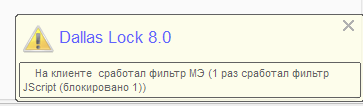 Dallas Lock 8.0
На клиенте сработал фильтр МЭ (1 раз сработал фильтр
JScript (блокировано 1))